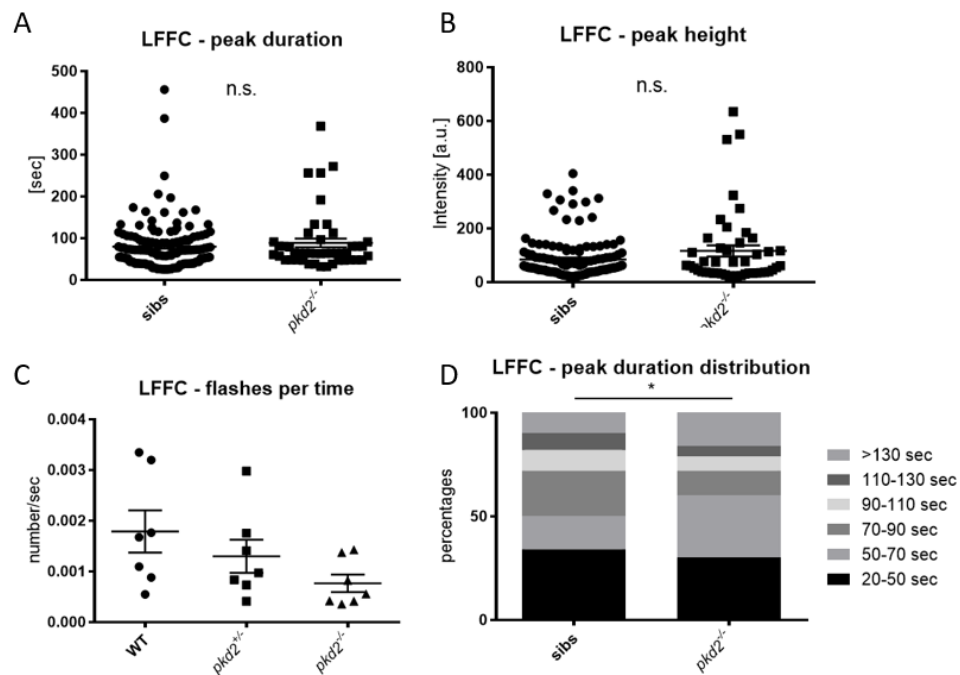 A
LFFC - peak duration
500
400
300
200
100
0
[sec]
n.s.
sibs
pkd2-/-
B
LFFC - peak height
800
600
400
200
0
Intensity [a.u.]
n.s.
sibs
pkd2-/-
C
LFFC - flashes per time
0.004
0.003
0.002
0.001
0.000
number/sec
WT
pkd2+/-
pkd2-/-
D
LFFC - peak duration distribution
*
100
50
0
percentages
sibs
pkd2-/-
>130 sec
110-130 sec
90-110 sec
70-90 sec
50-70 sec
20-50 sec